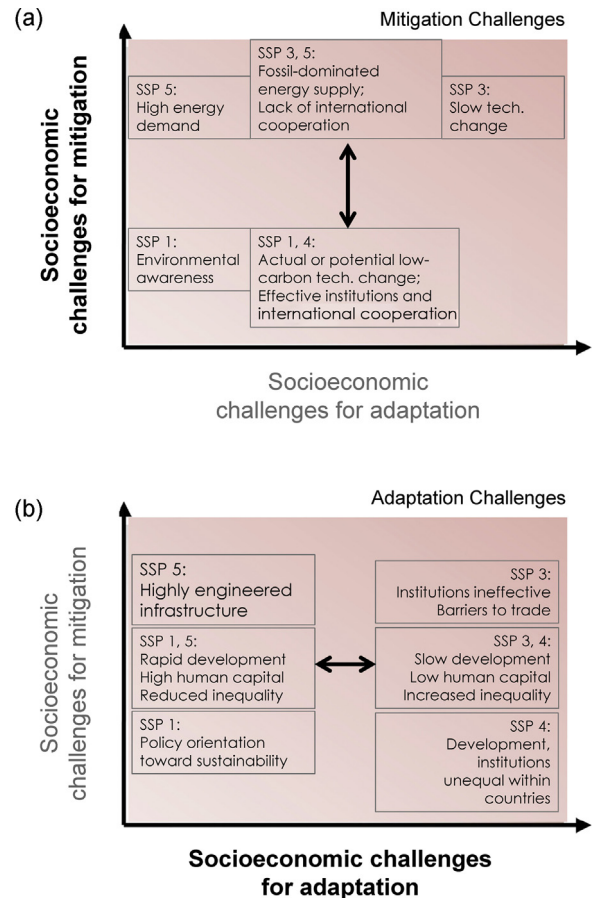 (a)
Mitigation Challenges
Socioeconomic
challenges for mitigation
SSP 5:
High energy
demand
SSP 3, 5:
Fossil-dominated
energy supply;
Lack of international
cooperation
SSP 3:
Slow tech.
change
SSP 1:
Environmental
awareness
SSP 1, 4:
Actual or potential low-
carbon tech. change;
Effective institutions and
international cooperation
Socioeconomic
challenges for adaptation
(b)
Adaptation Challenges
Socioeconomic
challenges for mitigation
SSP 5:
Highly engineered
infrastructure
SSP 3:
Institutions ineffective
Barriers to trade
SSP 1, 5:
Rapid development
High human capital
Reduced inequality
SSP 3, 4:
Slow development
Low human capital
Increased inequality
SSP 1:
Policy orientation
toward sustainability
SSP 4:
Development,
institutions
unequal within
countries
Socioeconomic challenges
for adaptation